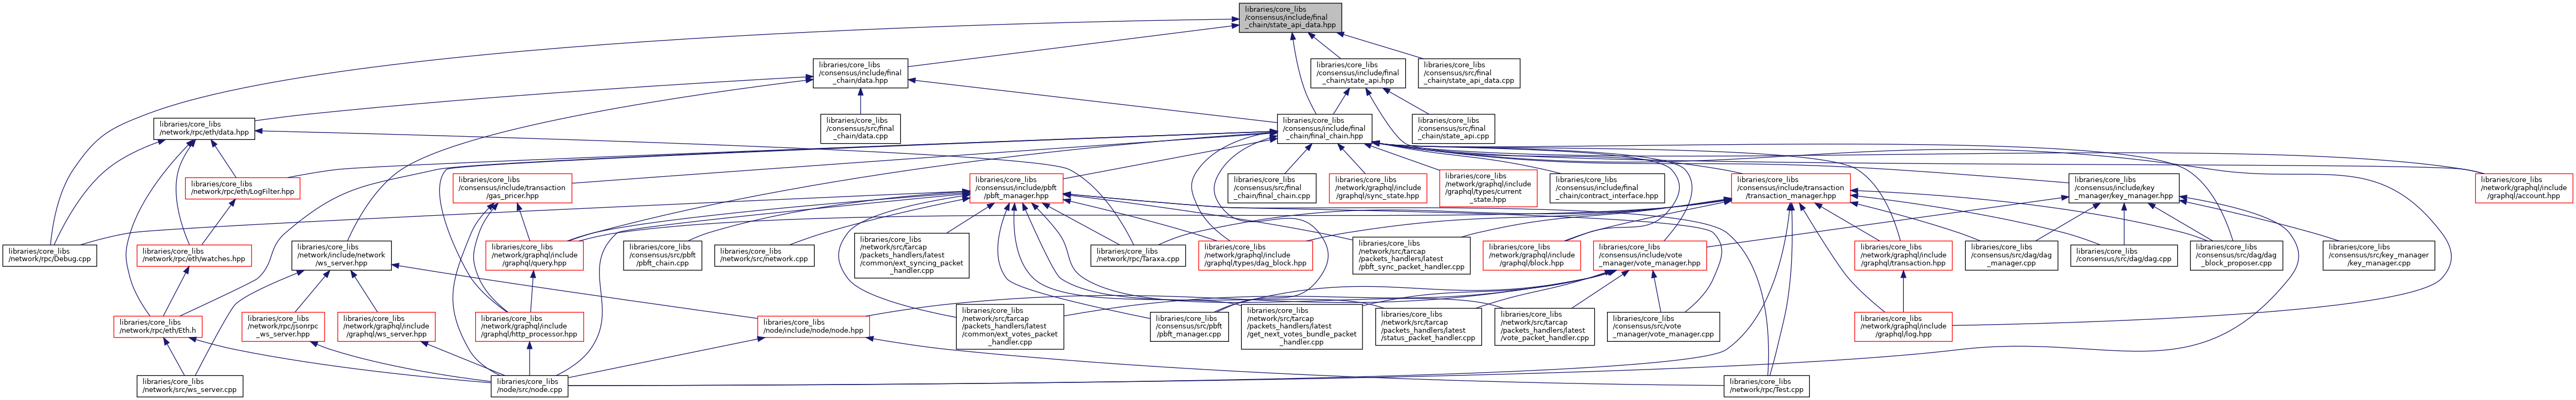 libraries/core_libs
/consensus/include/final
_chain/state_api_data.hpp
libraries/core_libs
/consensus/include/final
_chain/data.hpp
libraries/core_libs
/consensus/include/final
_chain/state_api.hpp
libraries/core_libs
/consensus/src/final
_chain/state_api_data.cpp
libraries/core_libs
/network/rpc/eth/data.hpp
libraries/core_libs
/consensus/src/final
_chain/data.cpp
libraries/core_libs
/consensus/include/final
_chain/final_chain.hpp
libraries/core_libs
/consensus/src/final
_chain/state_api.cpp
libraries/core_libs
/network/rpc/eth/LogFilter.hpp
libraries/core_libs
/consensus/include/transaction
_gas_pricer.hpp
libraries/core_libs
/consensus/include/pbft
/pbft_manager.hpp
libraries/core_libs
/consensus/src/final
_chain/final_chain.cpp
libraries/core_libs
/network/graphql/include
/graphql/sync_state.hpp
libraries/core_libs
/network/graphql/include
/graphql/types/current
_state.hpp
libraries/core_libs
/consensus/include/final
_chain/contract_interface.hpp
libraries/core_libs
/consensus/include/transaction
/transaction_manager.hpp
libraries/core_libs
/consensus/include/key
_manager/key_manager.hpp
libraries/core_libs
/network/graphql/include
/graphql/account.hpp
libraries/core_libs
/network/rpc/Debug.cpp
libraries/core_libs
/network/rpc/eth/watches.hpp
libraries/core_libs
/network/include/network
/ws_server.hpp
libraries/core_libs
/network/graphql/include
/graphql/query.hpp
libraries/core_libs
/consensus/src/pbft
/pbft_chain.cpp
libraries/core_libs
/network/src/network.cpp
libraries/core_libs
/network/src/tarcap
/packets_handlers/latest
/common/ext_syncing_packet
_handler.cpp
libraries/core_libs
/network/rpc/Taraxa.cpp
libraries/core_libs
/network/graphql/include
/graphql/types/dag_block.hpp
libraries/core_libs
/network/src/tarcap
/packets_handlers/latest
/pbft_sync_packet_handler.cpp
libraries/core_libs
/network/graphql/include
/graphql/block.hpp
libraries/core_libs
/consensus/include/vote
_manager/vote_manager.hpp
libraries/core_libs
/network/graphql/include
/graphql/transaction.hpp
libraries/core_libs
/consensus/src/dag/dag
_manager.cpp
libraries/core_libs
/consensus/src/dag/dag.cpp
libraries/core_libs
/consensus/src/dag/dag
_block_proposer.cpp
libraries/core_libs
/consensus/src/key_manager
/key_manager.cpp
libraries/core_libs
/network/rpc/eth/Eth.h
libraries/core_libs
/network/rpc/jsonrpc
_ws_server.hpp
libraries/core_libs
/network/graphql/include
/graphql/ws_server.hpp
libraries/core_libs
/network/graphql/include
/graphql/http_processor.hpp
libraries/core_libs
/node/include/node/node.hpp
libraries/core_libs
/network/src/tarcap
/packets_handlers/latest
/common/ext_votes_packet
_handler.cpp
libraries/core_libs
/consensus/src/pbft
/pbft_manager.cpp
libraries/core_libs
/network/src/tarcap
/packets_handlers/latest
/get_next_votes_bundle_packet
_handler.cpp
libraries/core_libs
/network/src/tarcap
/packets_handlers/latest
/status_packet_handler.cpp
libraries/core_libs
/network/src/tarcap
/packets_handlers/latest
/vote_packet_handler.cpp
libraries/core_libs
/consensus/src/vote
_manager/vote_manager.cpp
libraries/core_libs
/network/graphql/include
/graphql/log.hpp
libraries/core_libs
/network/src/ws_server.cpp
libraries/core_libs
/node/src/node.cpp
libraries/core_libs
/network/rpc/Test.cpp